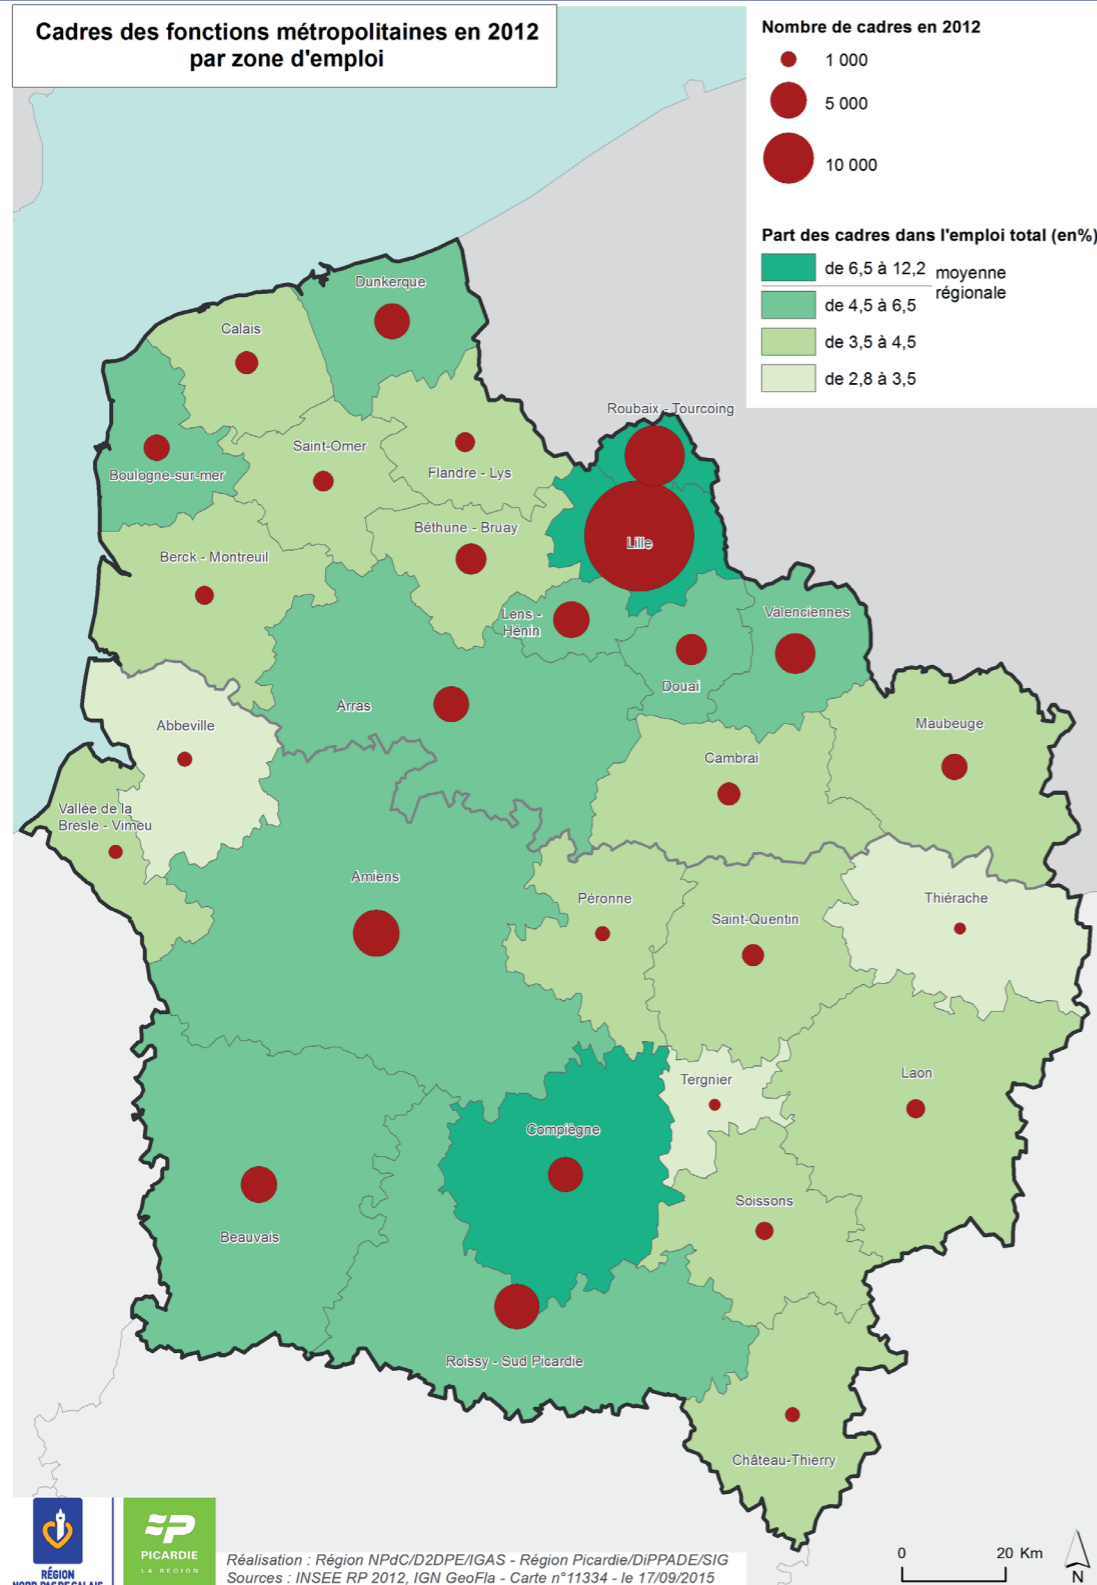 Cadres des fonctions métropolitaines en 2012
par zone d'emploi
Nombre de cadres en 2012
1 000
5 000
10 000
Part des cadres dans l'emploi total (en%)
de 6,5 à 12,2
moyenne
régionale
de 4,5 à 6,5
de 3,5 à 4,5
de 2,8 à 3,5
Dunkerque
Calais
Roubaix - Tourcoing
Saint-Omer
Flandre - Lys
Boulogne-sur-mer
Béthune - Bruay
Lille
Berck - Montreuil
Lens -
Hénin
Valenciennes
Douai
Arras
Abbeville
Maubeuge
Cambrai
Vallée de la
Bresle - Vimeu
Amiens
Péronne
Thiérache
Saint-Quentin
Laon
Tergnier
Compiègne
Soissons
Beauvais
Roissy - Sud Picardie
Château-Thierry
PICARDIE
LA REGION
RÉGION
NORD-PAS DE CALAIS
Réalisation : Région NPdC/D2DPE/IGAS - Région Picardie/DiPPADE/SIG
Sources : INSEE RP 2012, IGN GeoFla - Carte n°11334 - le 17/09/2015
0 20 Km
N